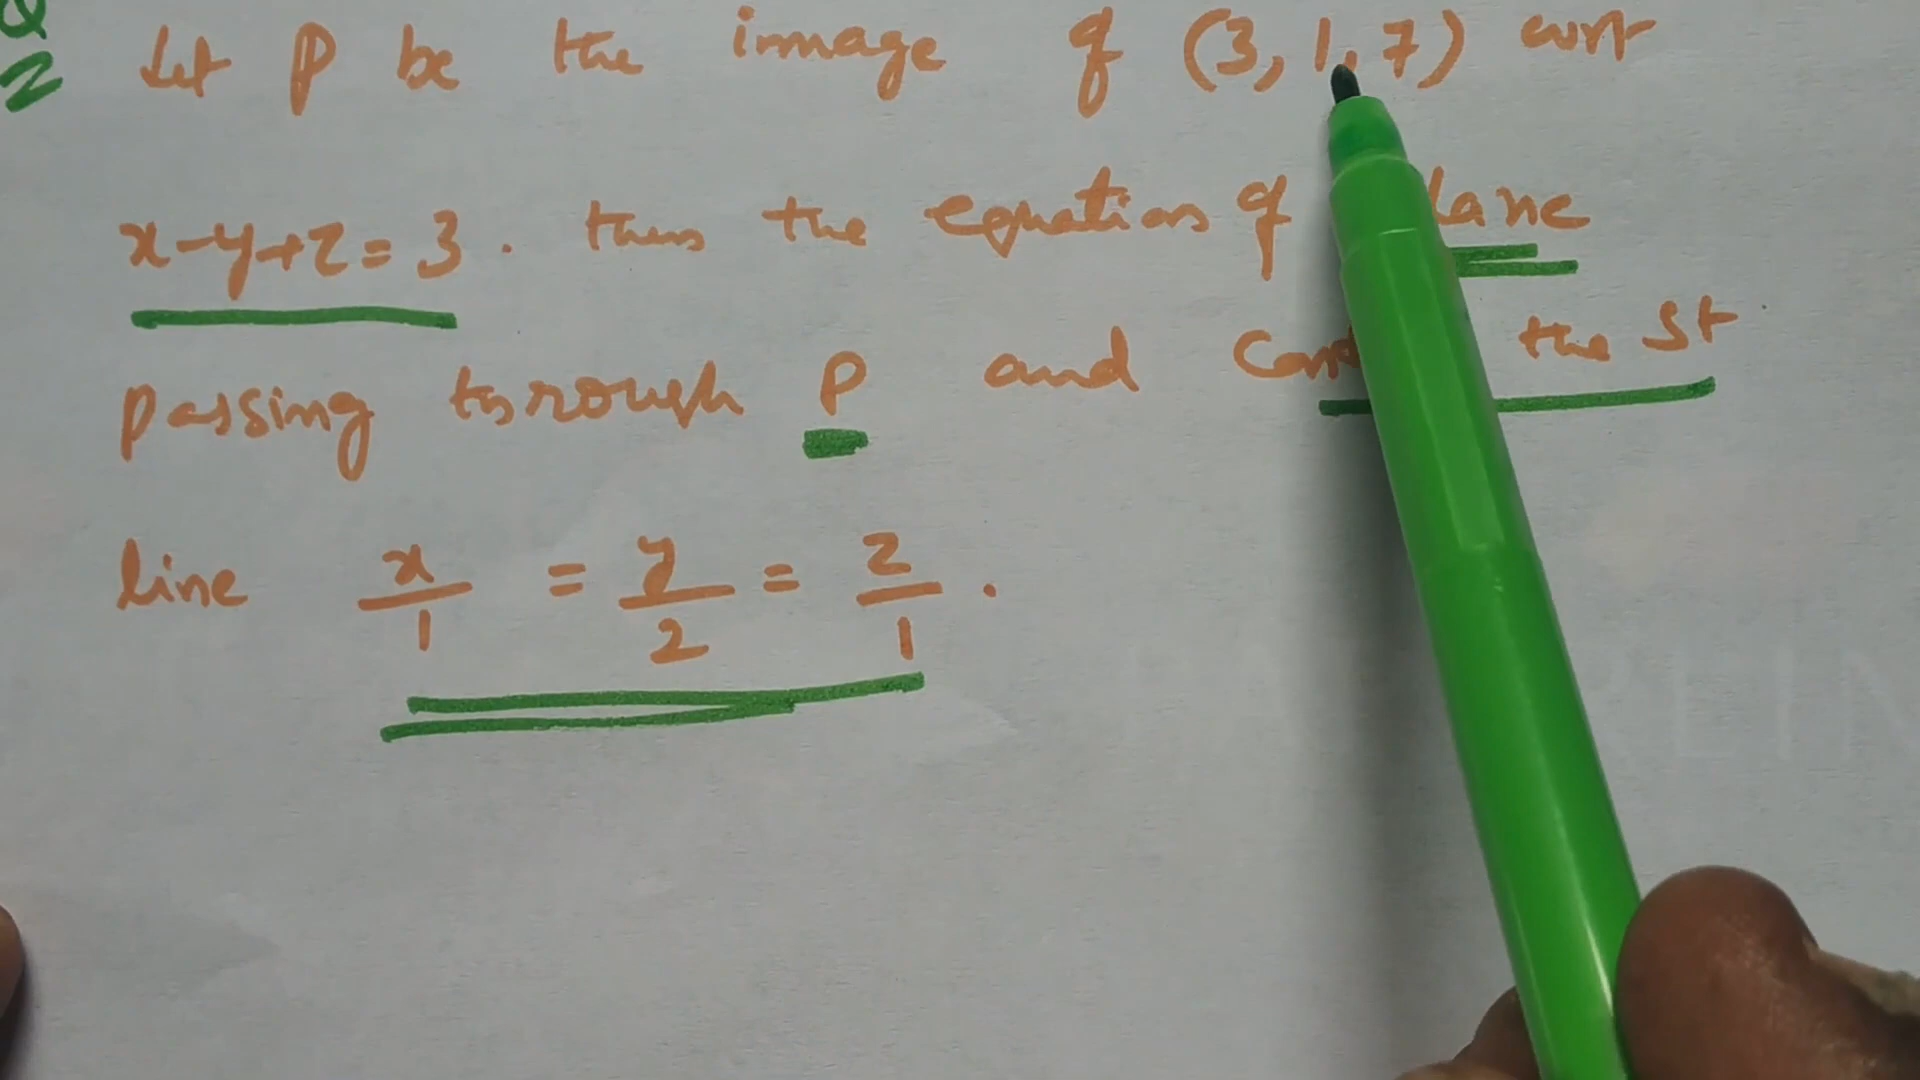 Q
2
Let P be the image of (3, 1, 7) wrt
x-y+z=3. then the equation of
passing through P and the st
line x/1 = y/2 = z/1 .